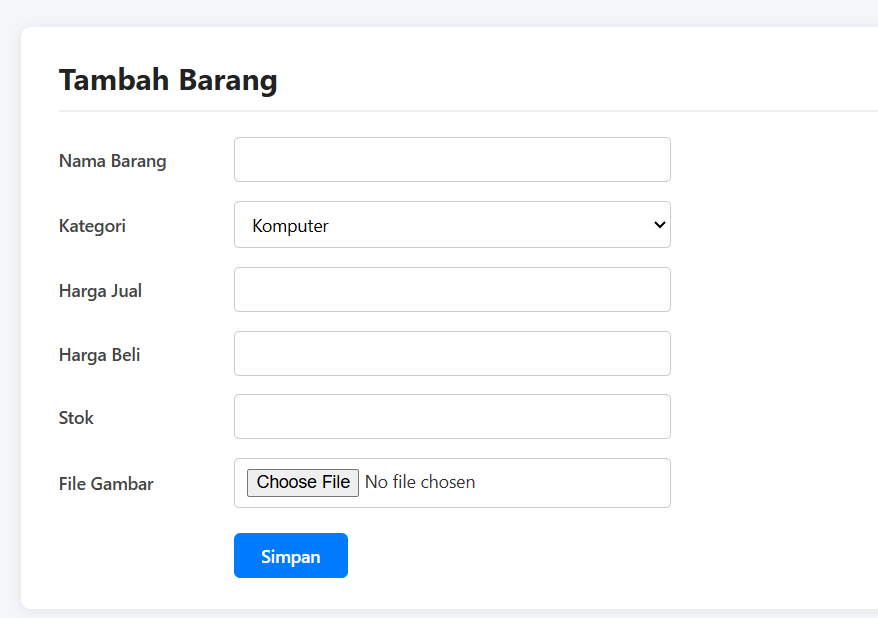 Tambah Barang
Nama Barang
Kategori
Komputer
Harga Jual
Harga Beli
Stok
File Gambar
Choose File No file chosen
Simpan